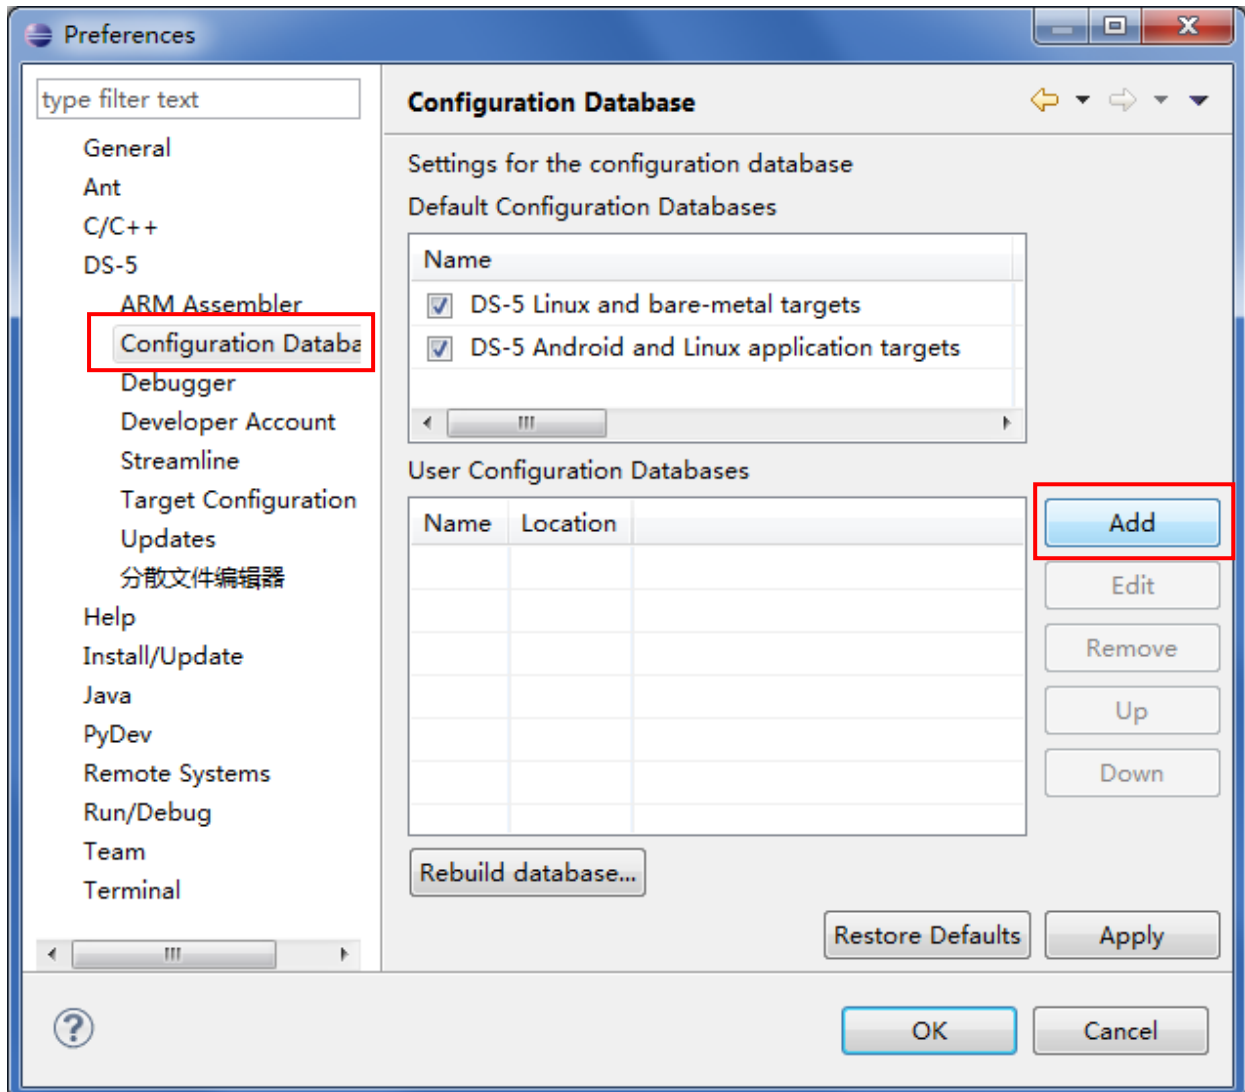 Preferences
type filter text
General
Ant
C/C++
DS-5
ARM Assembler
Configuration Databa
Debugger
Developer Account
Streamline
Target Configuration
Updates
分散文件编辑器
Help
Install/Update
Java
PyDev
Remote Systems
Run/Debug
Team
Terminal
Configuration Database
Settings for the configuration database
Default Configuration Databases
Name
DS-5 Linux and bare-metal targets
DS-5 Android and Linux application targets
User Configuration Databases
Name Location
Add
Edit
Remove
Up
Down
Rebuild database...
Restore Defaults Apply
OK Cancel